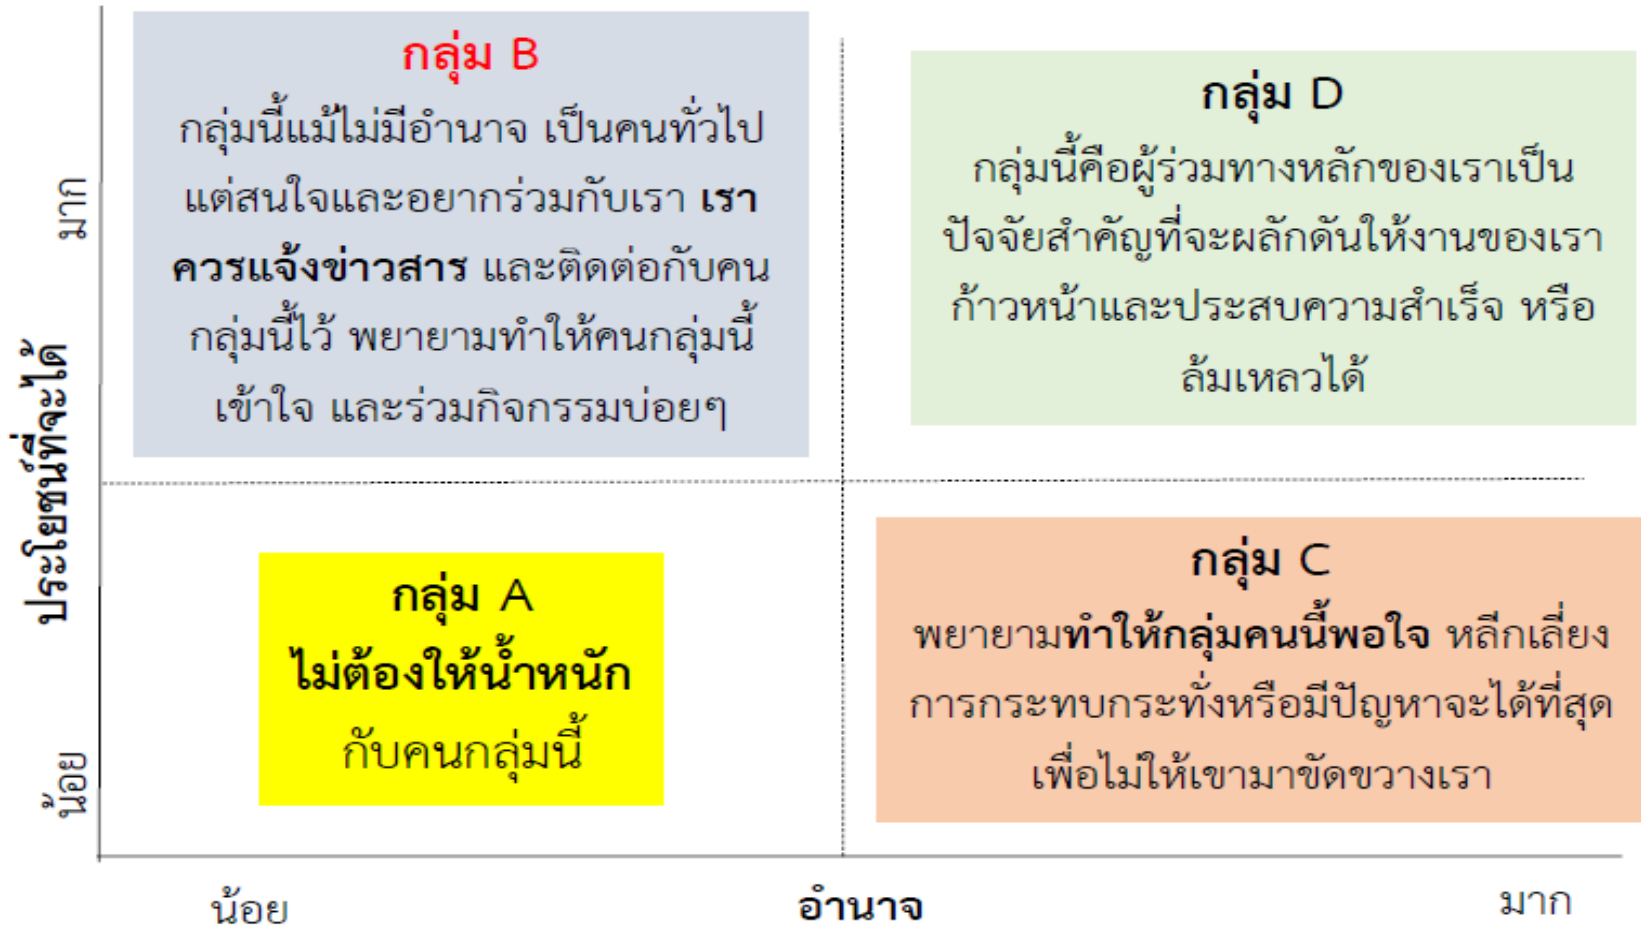 กลุ่ม B
กลุ่มนี้แม้ไม่มีอำนาจ เป็นคนทั่วไป
แต่สนใจและอยากร่วมกับเรา เรา
ควรแจ้งข่าวสาร และติดต่อกับคน
กลุ่มนี้ไว้ พยายามทำให้คนกลุ่มนี้
เข้าใจ และร่วมกิจกรรมบ่อยๆ
กลุ่ม D
กลุ่มนี้คือผู้ร่วมทางหลักของเราเป็น
ปัจจัยสำคัญที่จะผลักดันให้งานของเรา
ก้าวหน้าและประสบความสำเร็จ หรือ
ล้มเหลวได้
มาก
ประโยชน์ที่จะได้
น้อย
กลุ่ม A
ไม่ต้องให้น้ำหนัก
กับคนกลุ่มนี้
กลุ่ม C
พยายามทำให้กลุ่มคนนี้พอใจ หลีกเลี่ยง
การกระทบกระทั่งหรือมีปัญหาจะได้ที่สุด
เพื่อไม่ให้เขามาขัดขวางเรา
น้อย
อำนาจ
มาก